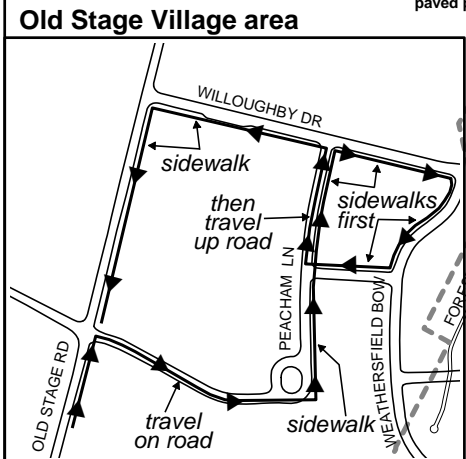 paved p
Old Stage Village area
WILLOUGHBY DR
sidewalk
then
travel
up road
sidewalks
first
PEACHAM LN
WEATHERSFIELD BOW
FORE
OLD STAGE RD
travel
on road
sidewalk